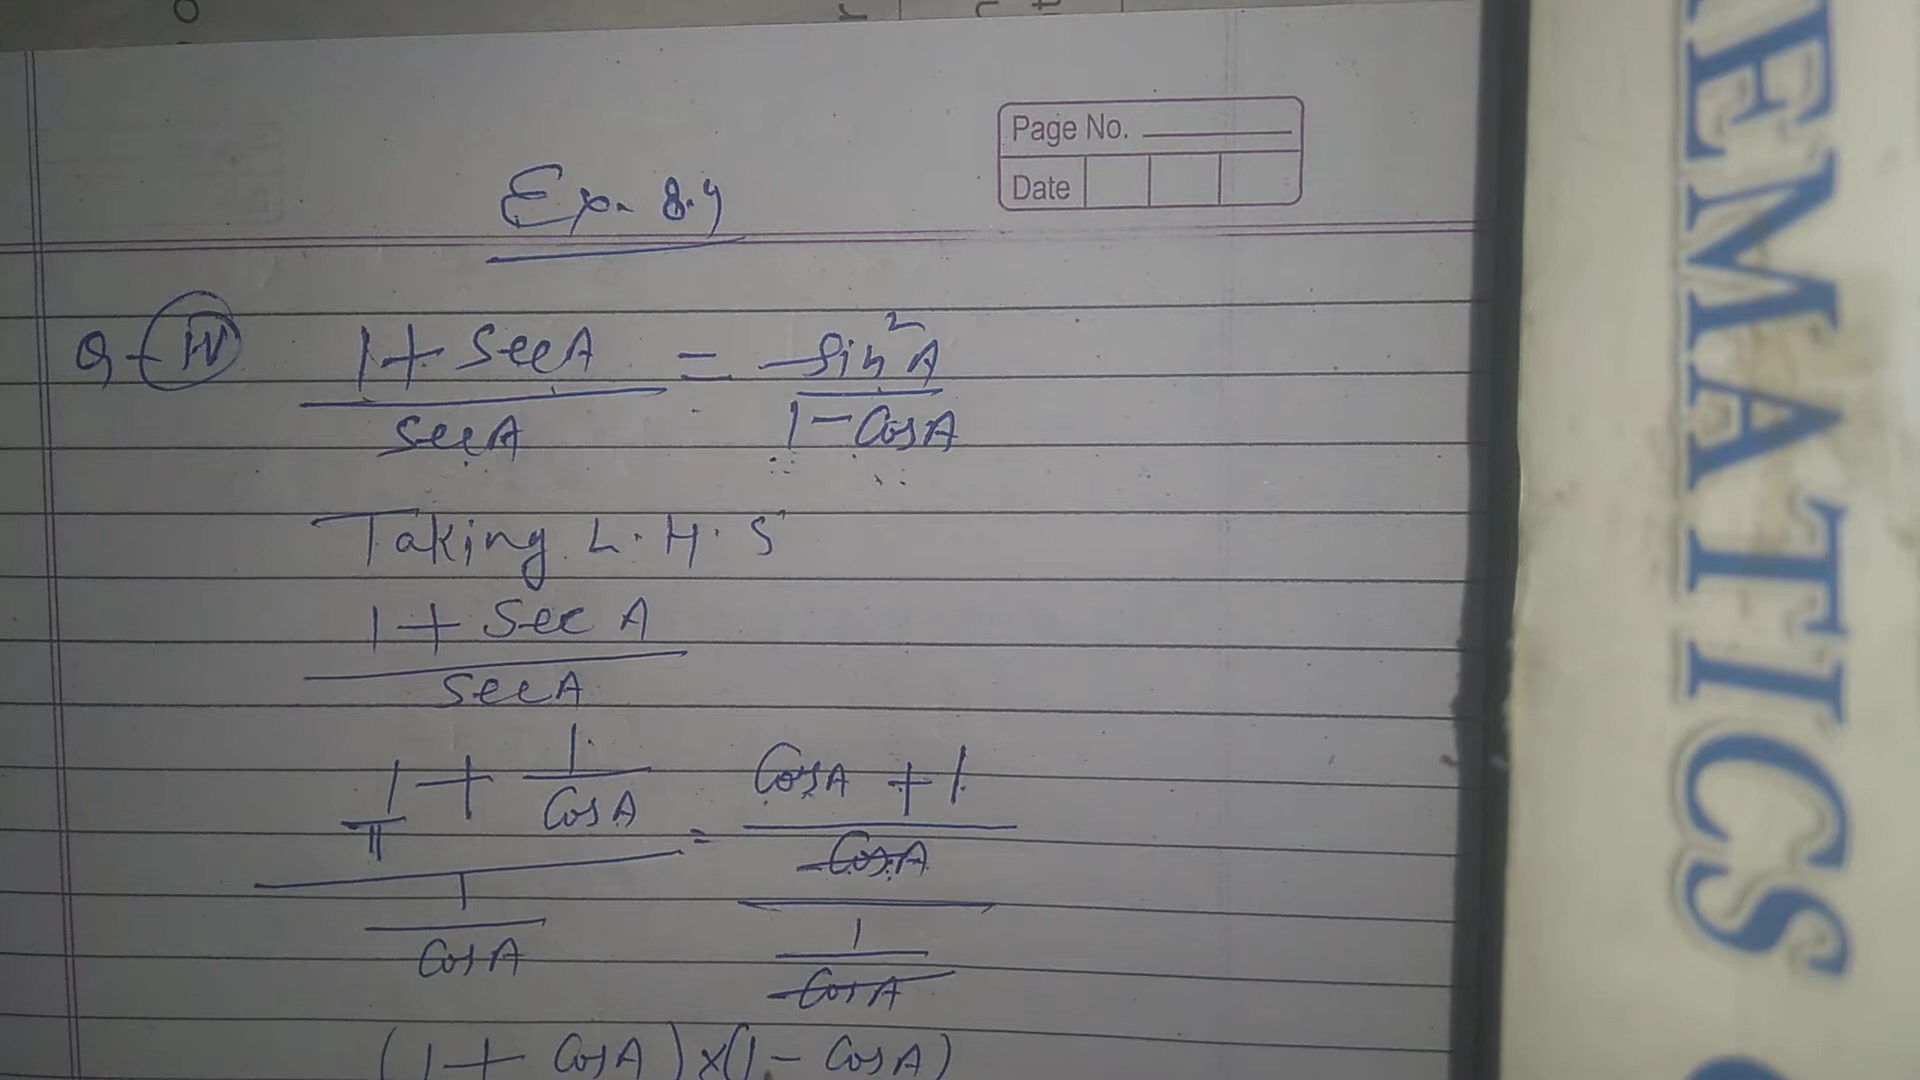 Page No.
Date
Ex. 8.4
Q-(IV) 1+ SecA / SecA = Sin²A / 1-CosA
Taking L.H.S
1+ Sec A / SecA
1/1 + 1/CosA / 1/CosA = CosA +1 / CosA / 1/CosA
(1+ CosA)×(1- CosA)
EMATICS